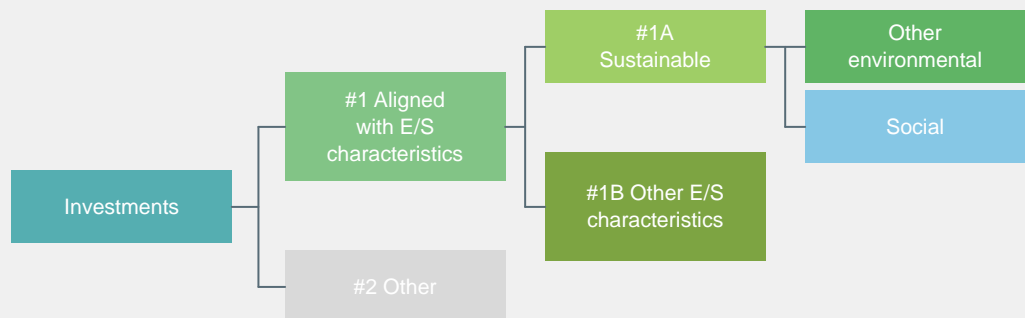 Investments
#1 Aligned
with E/S
characteristics
#2 Other
#1A
Sustainable
#1B Other E/S
characteristics
Other
environmental
Social